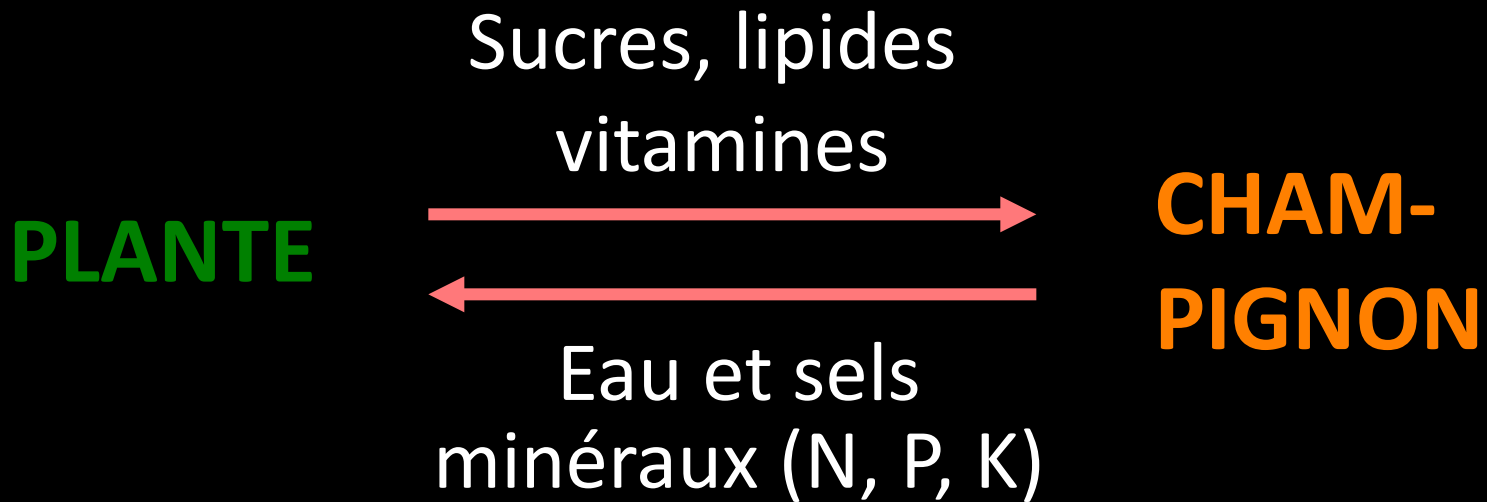 Sucres, lipides
vitamines
PLANTE
CHAM-
PIGNON
Eau et sels
minéraux (N, P, K)